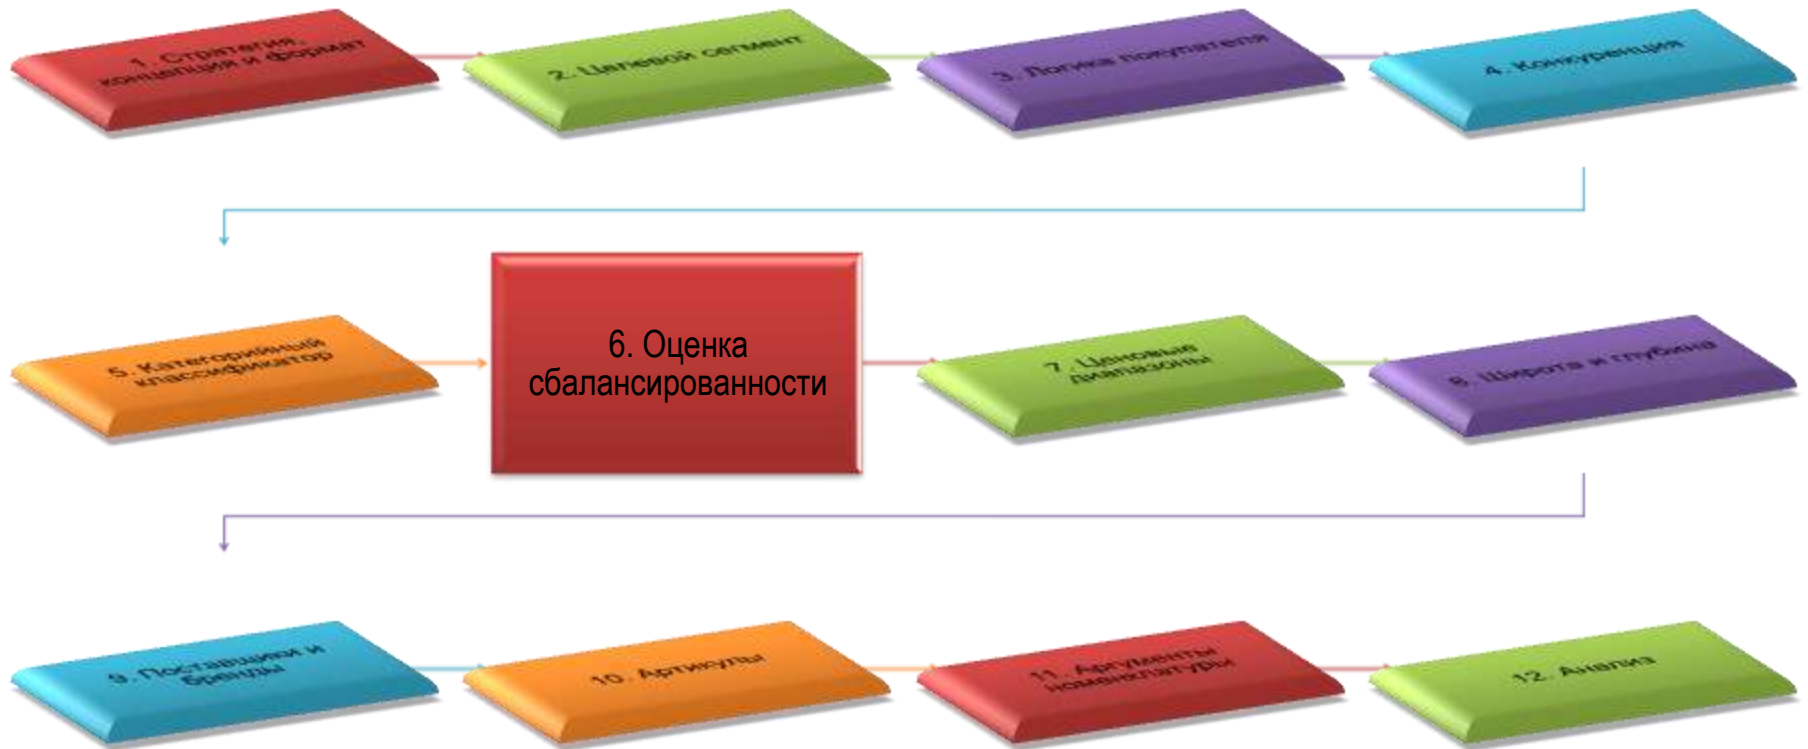 1. Стратегия,
концепция и формат
2. Целевой сегмент
3. Логика покупателя
4. Конкуренция
5. Категорийный
классификатор
6. Оценка
сбалансированности
7. Ценовые
диапазоны
8. Широта и глубина
9. Поставщики и
бренды
10. Артикулы
11. Аргументы
номенклатуры
12. Анализ